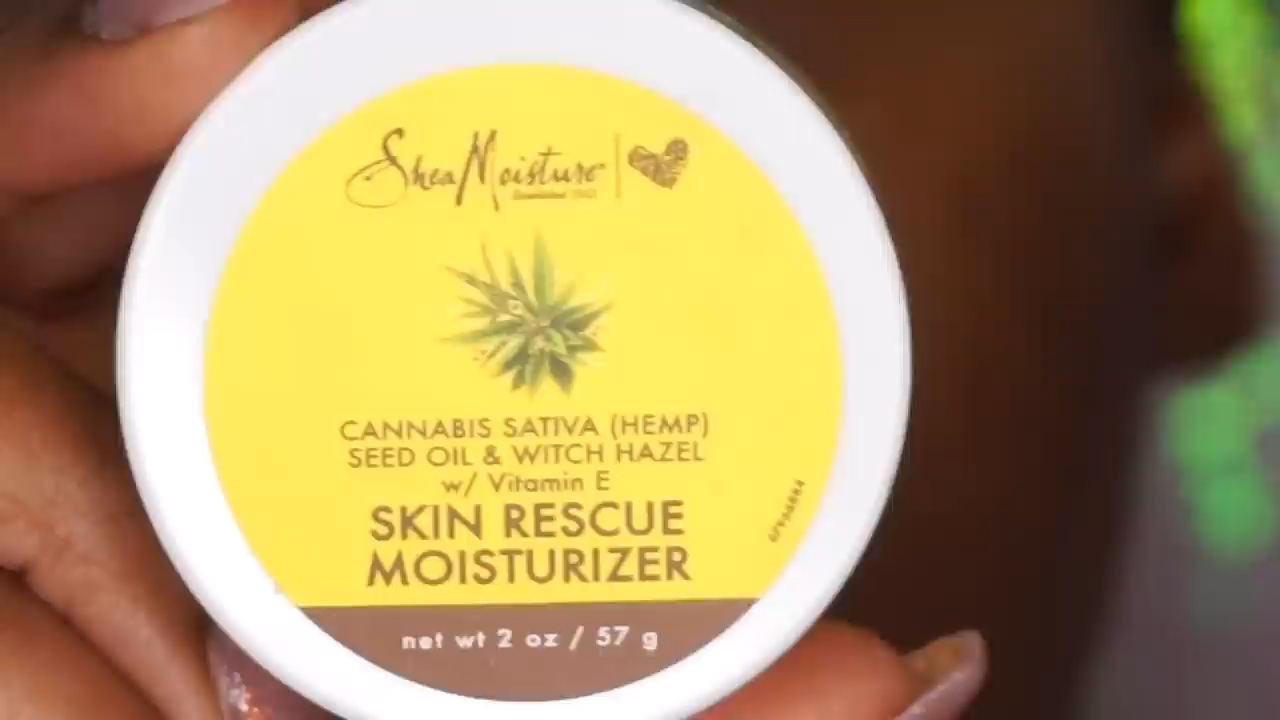 SheaMoisture
CANNABIS SATIVA (HEMP)
SEED OIL & WITCH HAZEL
w/ Vitamin E
SKIN RESCUE
MOISTURIZER
net wt 2 oz / 57 g